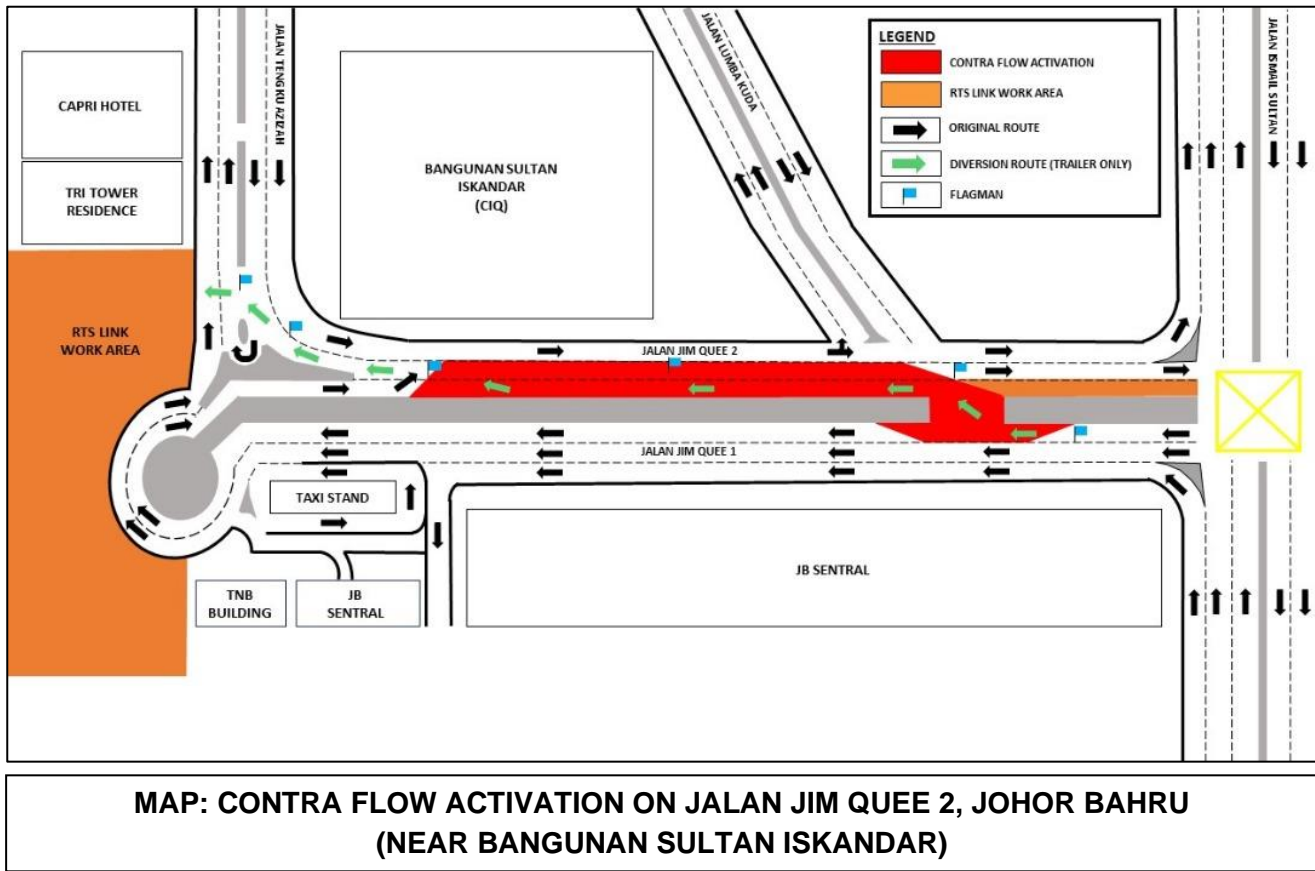 JALAN TENGKU AZIZAH
JALAN LUMBA KUDA
JALAN ISMAIL SULTAN
LEGEND
CONTRA FLOW ACTIVATION
RTS LINK WORK AREA
ORIGINAL ROUTE
DIVERSION ROUTE (TRAILER ONLY)
FLAGMAN
CAPRI HOTEL
TRI TOWER
RESIDENCE
BANGUNAN SULTAN
ISKANDAR
(CIQ)
RTS LINK
WORK AREA
JALAN JIM QUEE 2
JALAN JIM QUEE 1
TAXI STAND
TNB
BUILDING
JB
SENTRAL
JB SENTRAL
MAP: CONTRA FLOW ACTIVATION ON JALAN JIM QUEE 2, JOHOR BAHRU
(NEAR BANGUNAN SULTAN ISKANDAR)